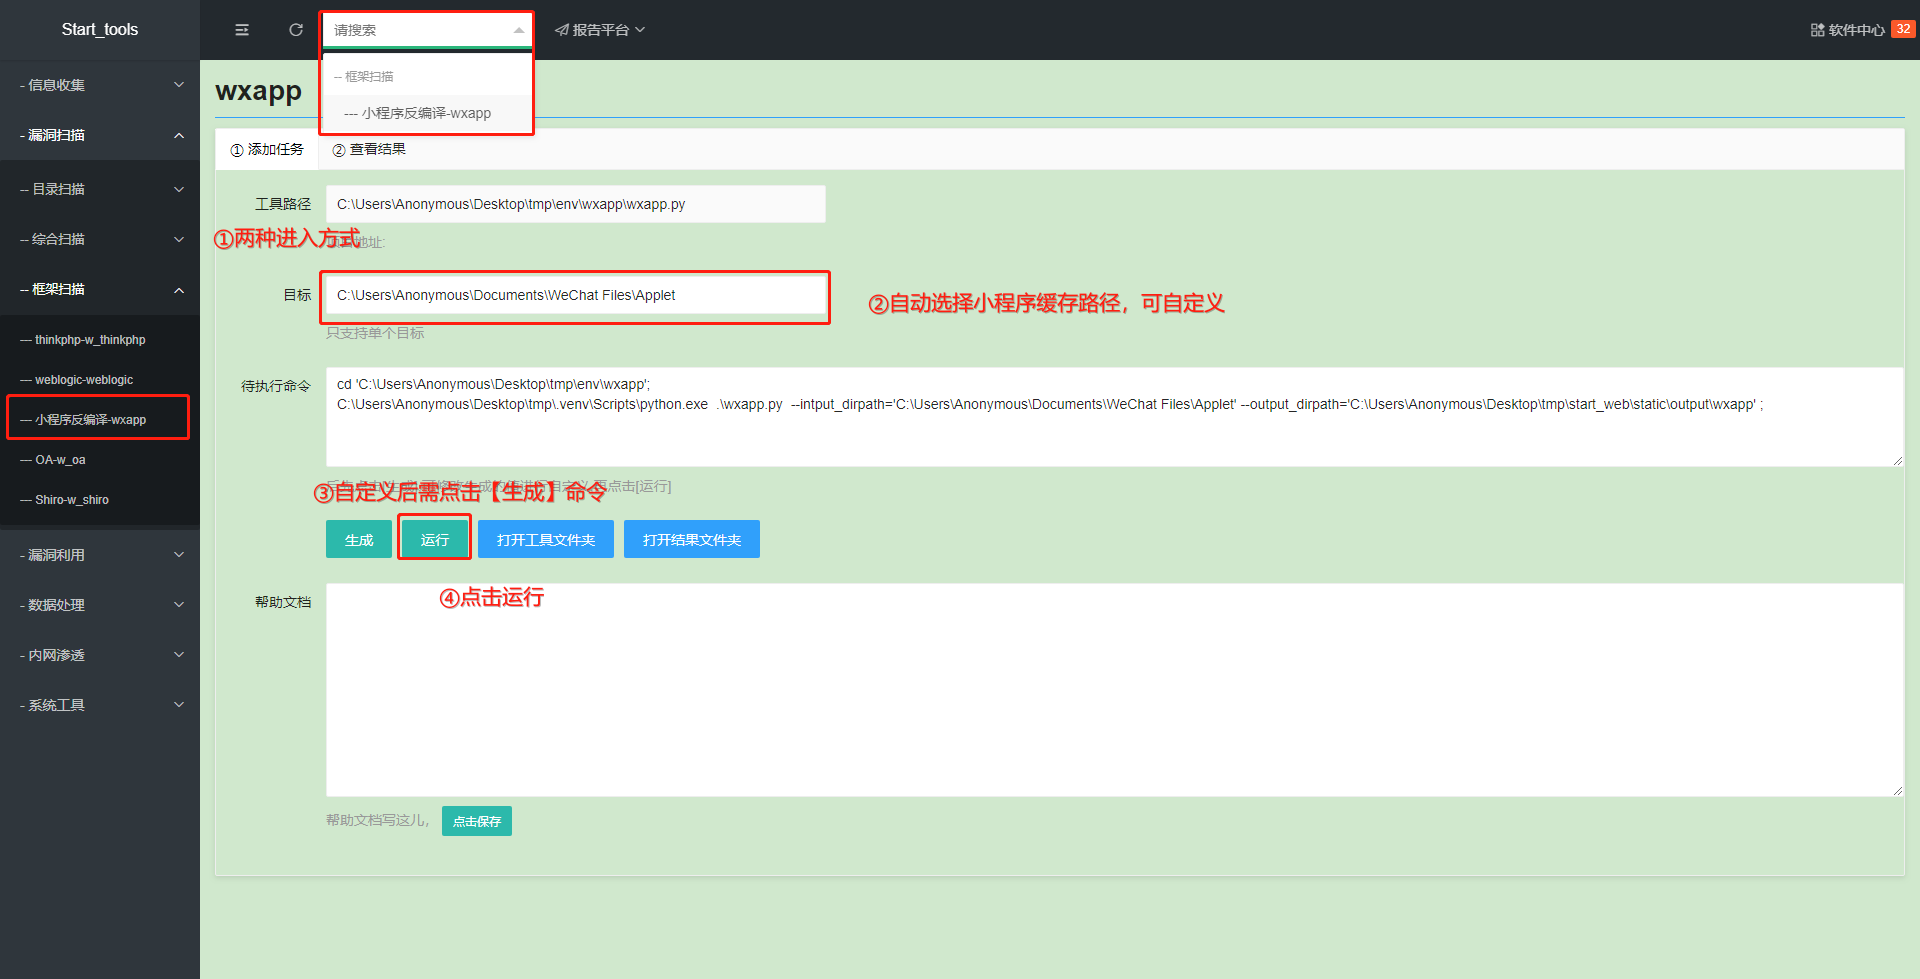 Start_tools
请搜索
报告平台
软件中心 32
-- 框架扫描
--- 小程序反编译-wxapp
- 信息收集
- 漏洞扫描
-- 目录扫描
-- 综合扫描
-- 框架扫描
--- thinkphp-w_thinkphp
--- weblogic-weblogic
--- 小程序反编译-wxapp
--- OA-w_oa
--- Shiro-w_shiro
- 漏洞利用
- 数据处理
- 内网渗透
- 系统工具
wxapp
① 添加任务
② 查看结果
工具路径
C:\Users\Anonymous\Desktop\tmp\env\wxapp\wxapp.py
①两种进入方式
地址:
目标
C:\Users\Anonymous\Documents\WeChat Files\Applet
②自动选择小程序缓存路径，可自定义
只支持单个目标
待执行命令
cd 'C:\Users\Anonymous\Desktop\tmp\env\wxapp';
C:\Users\Anonymous\Desktop\tmp\.venv\Scripts\python.exe .\wxapp.py --intput_dirpath='C:\Users\Anonymous\Documents\WeChat Files\Applet' --output_dirpath='C:\Users\Anonymous\Desktop\tmp\start_web\static\output\wxapp' ;
③自定义后需点击【生成】命令
点击[运行]
生成
运行
打开工具文件夹
打开结果文件夹
④点击运行
帮助文档
帮助文档写这儿，
点击保存